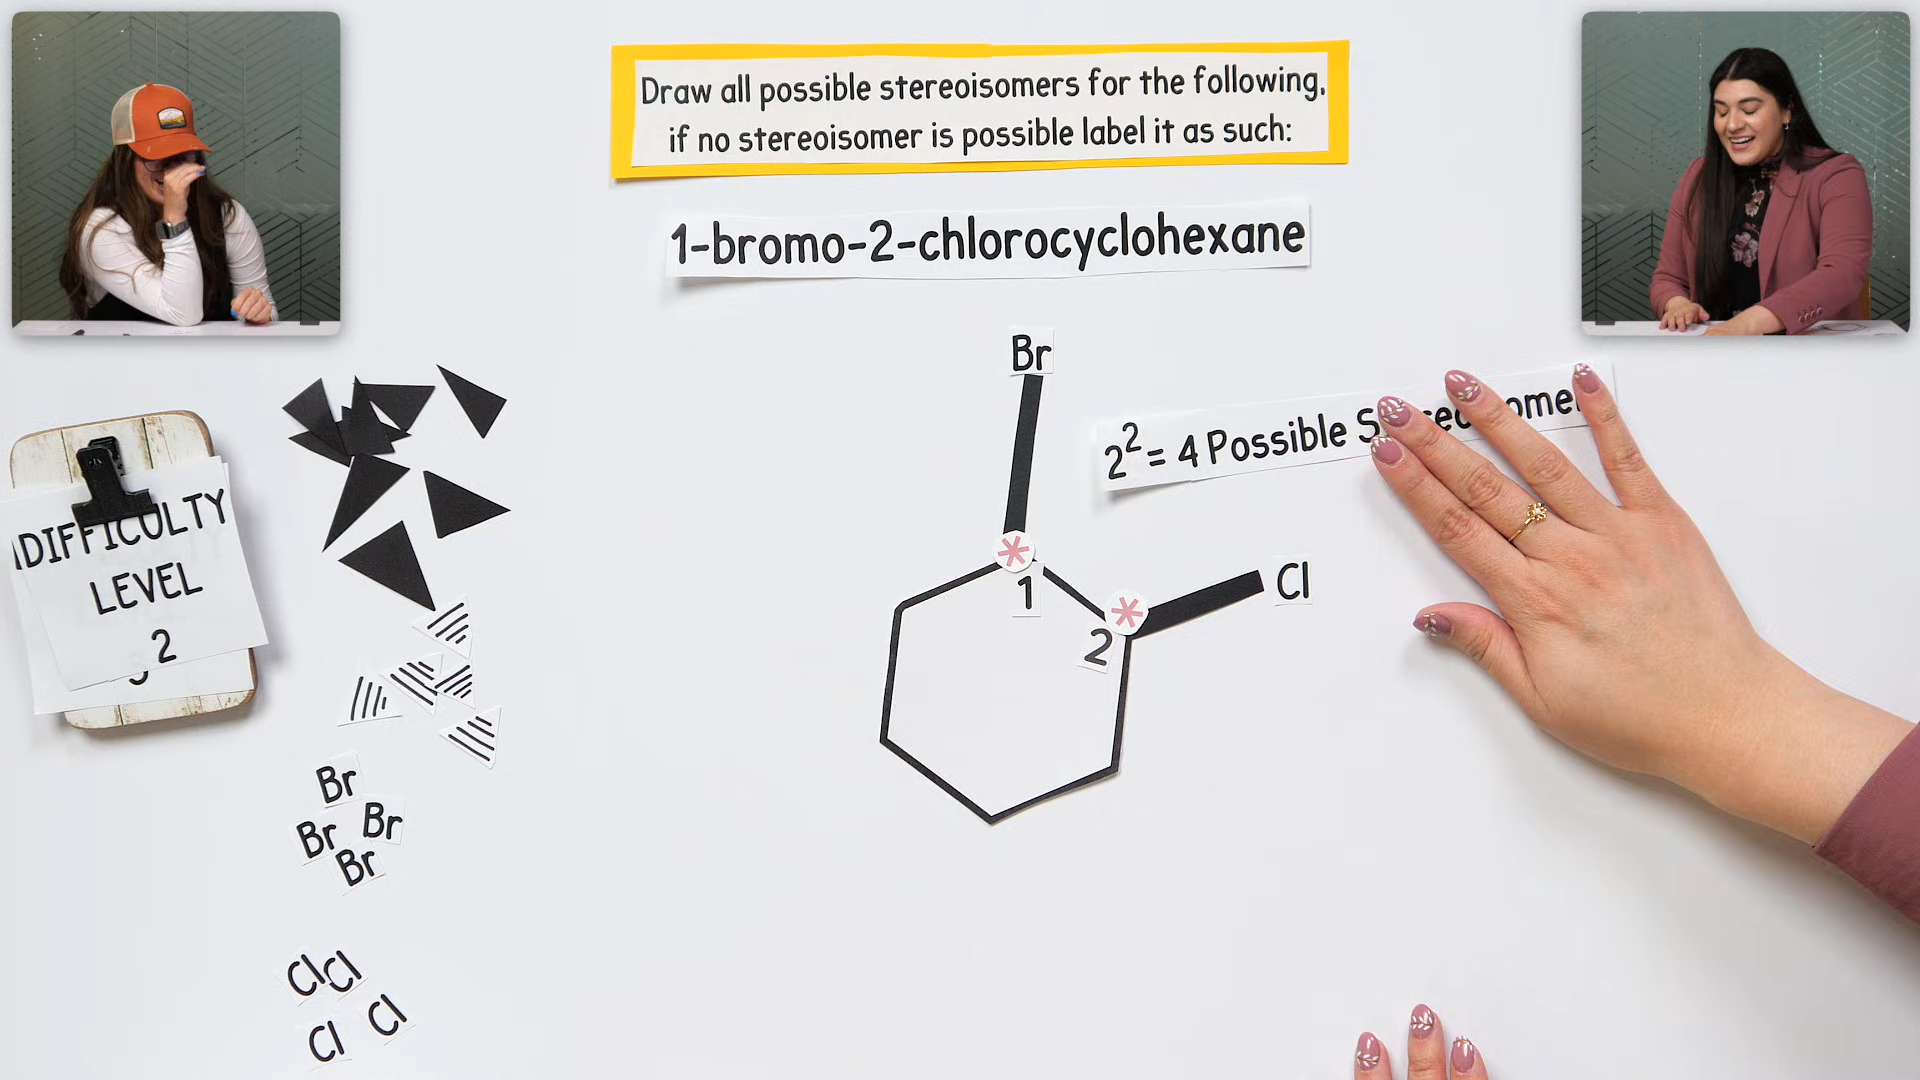 Draw all possible stereoisomers for the following,
if no stereoisomer is possible label it as such:
1-bromo-2-chlorocyclohexane
Br
2² = 4 Possible
Cl
1
2
DIFFICULTY
LEVEL
2
Br
Br
Br
Br
Cl
Cl
Cl
Cl